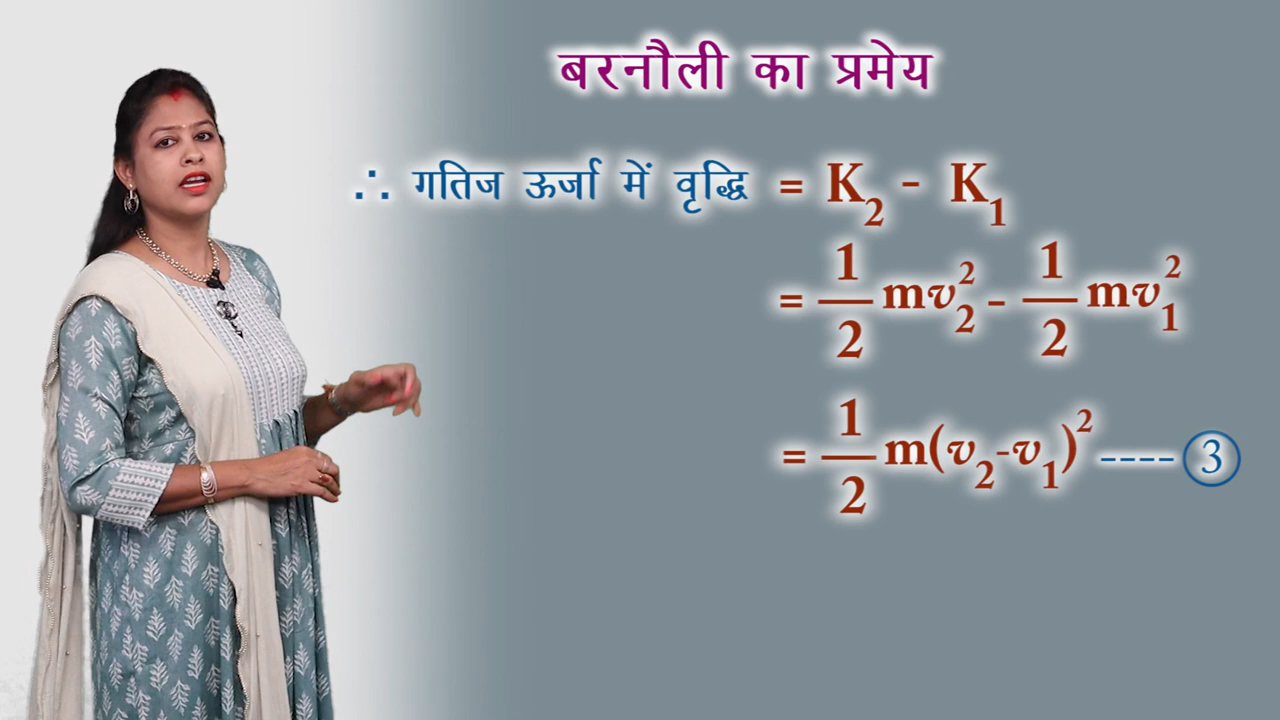 बरनौली का प्रमेय
∴ गतिज ऊर्जा में वृद्धि = K₂ - K₁
= 1/2 mv₂² - 1/2 mv₁²
= 1/2 m(v₂-v₁)² ---- ③